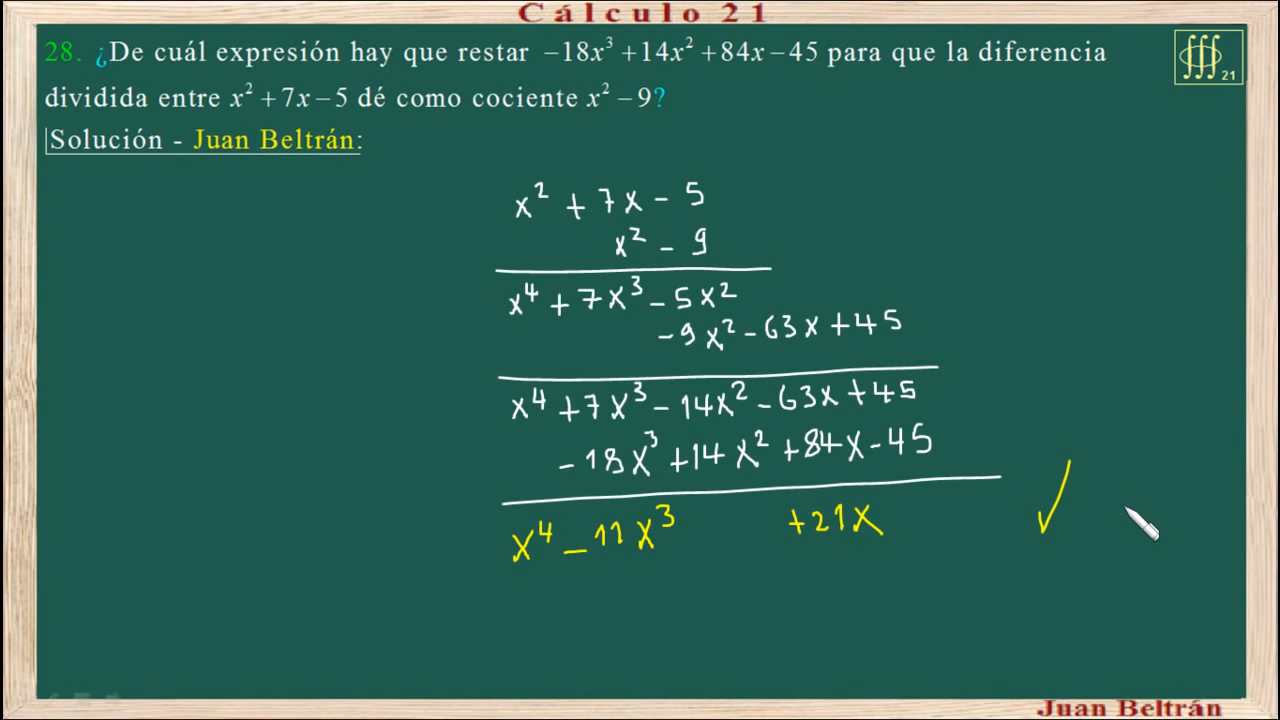 Cálculo 21
28. ¿De cuál expresión hay que restar −18x³ +14x² +84x −45 para que la diferencia
dividida entre x² +7x −5 dé como cociente x² −9?
∭ 21
Solución - Juan Beltrán:
x² + 7x − 5
x² − 9
x⁴ + 7x³ − 5x²
−9x² − 63x + 45
x⁴ + 7x³ − 14x² − 63x + 45
−18x³ + 14x² + 84x − 45
x⁴ − 11x³ + 21x
✓
Juan Beltrán